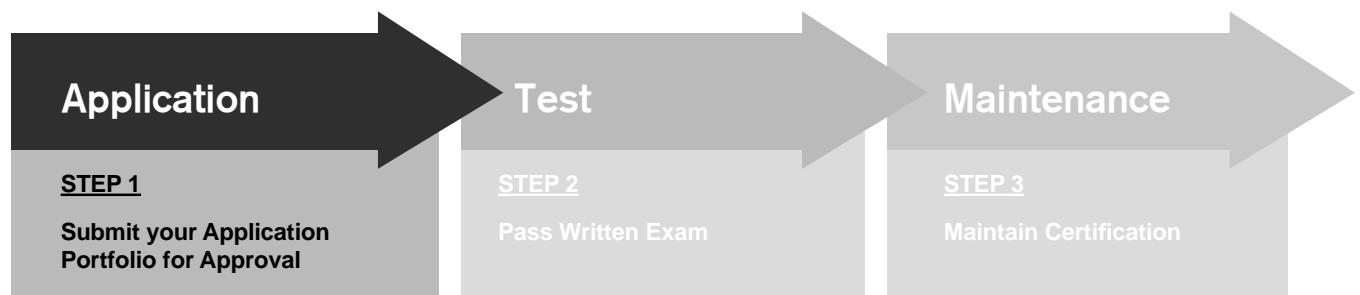 Application
STEP 1
Submit your Application
Portfolio for Approval
Test
STEP 2
Pass Written Exam
Maintenance
STEP 3
Maintain Certification